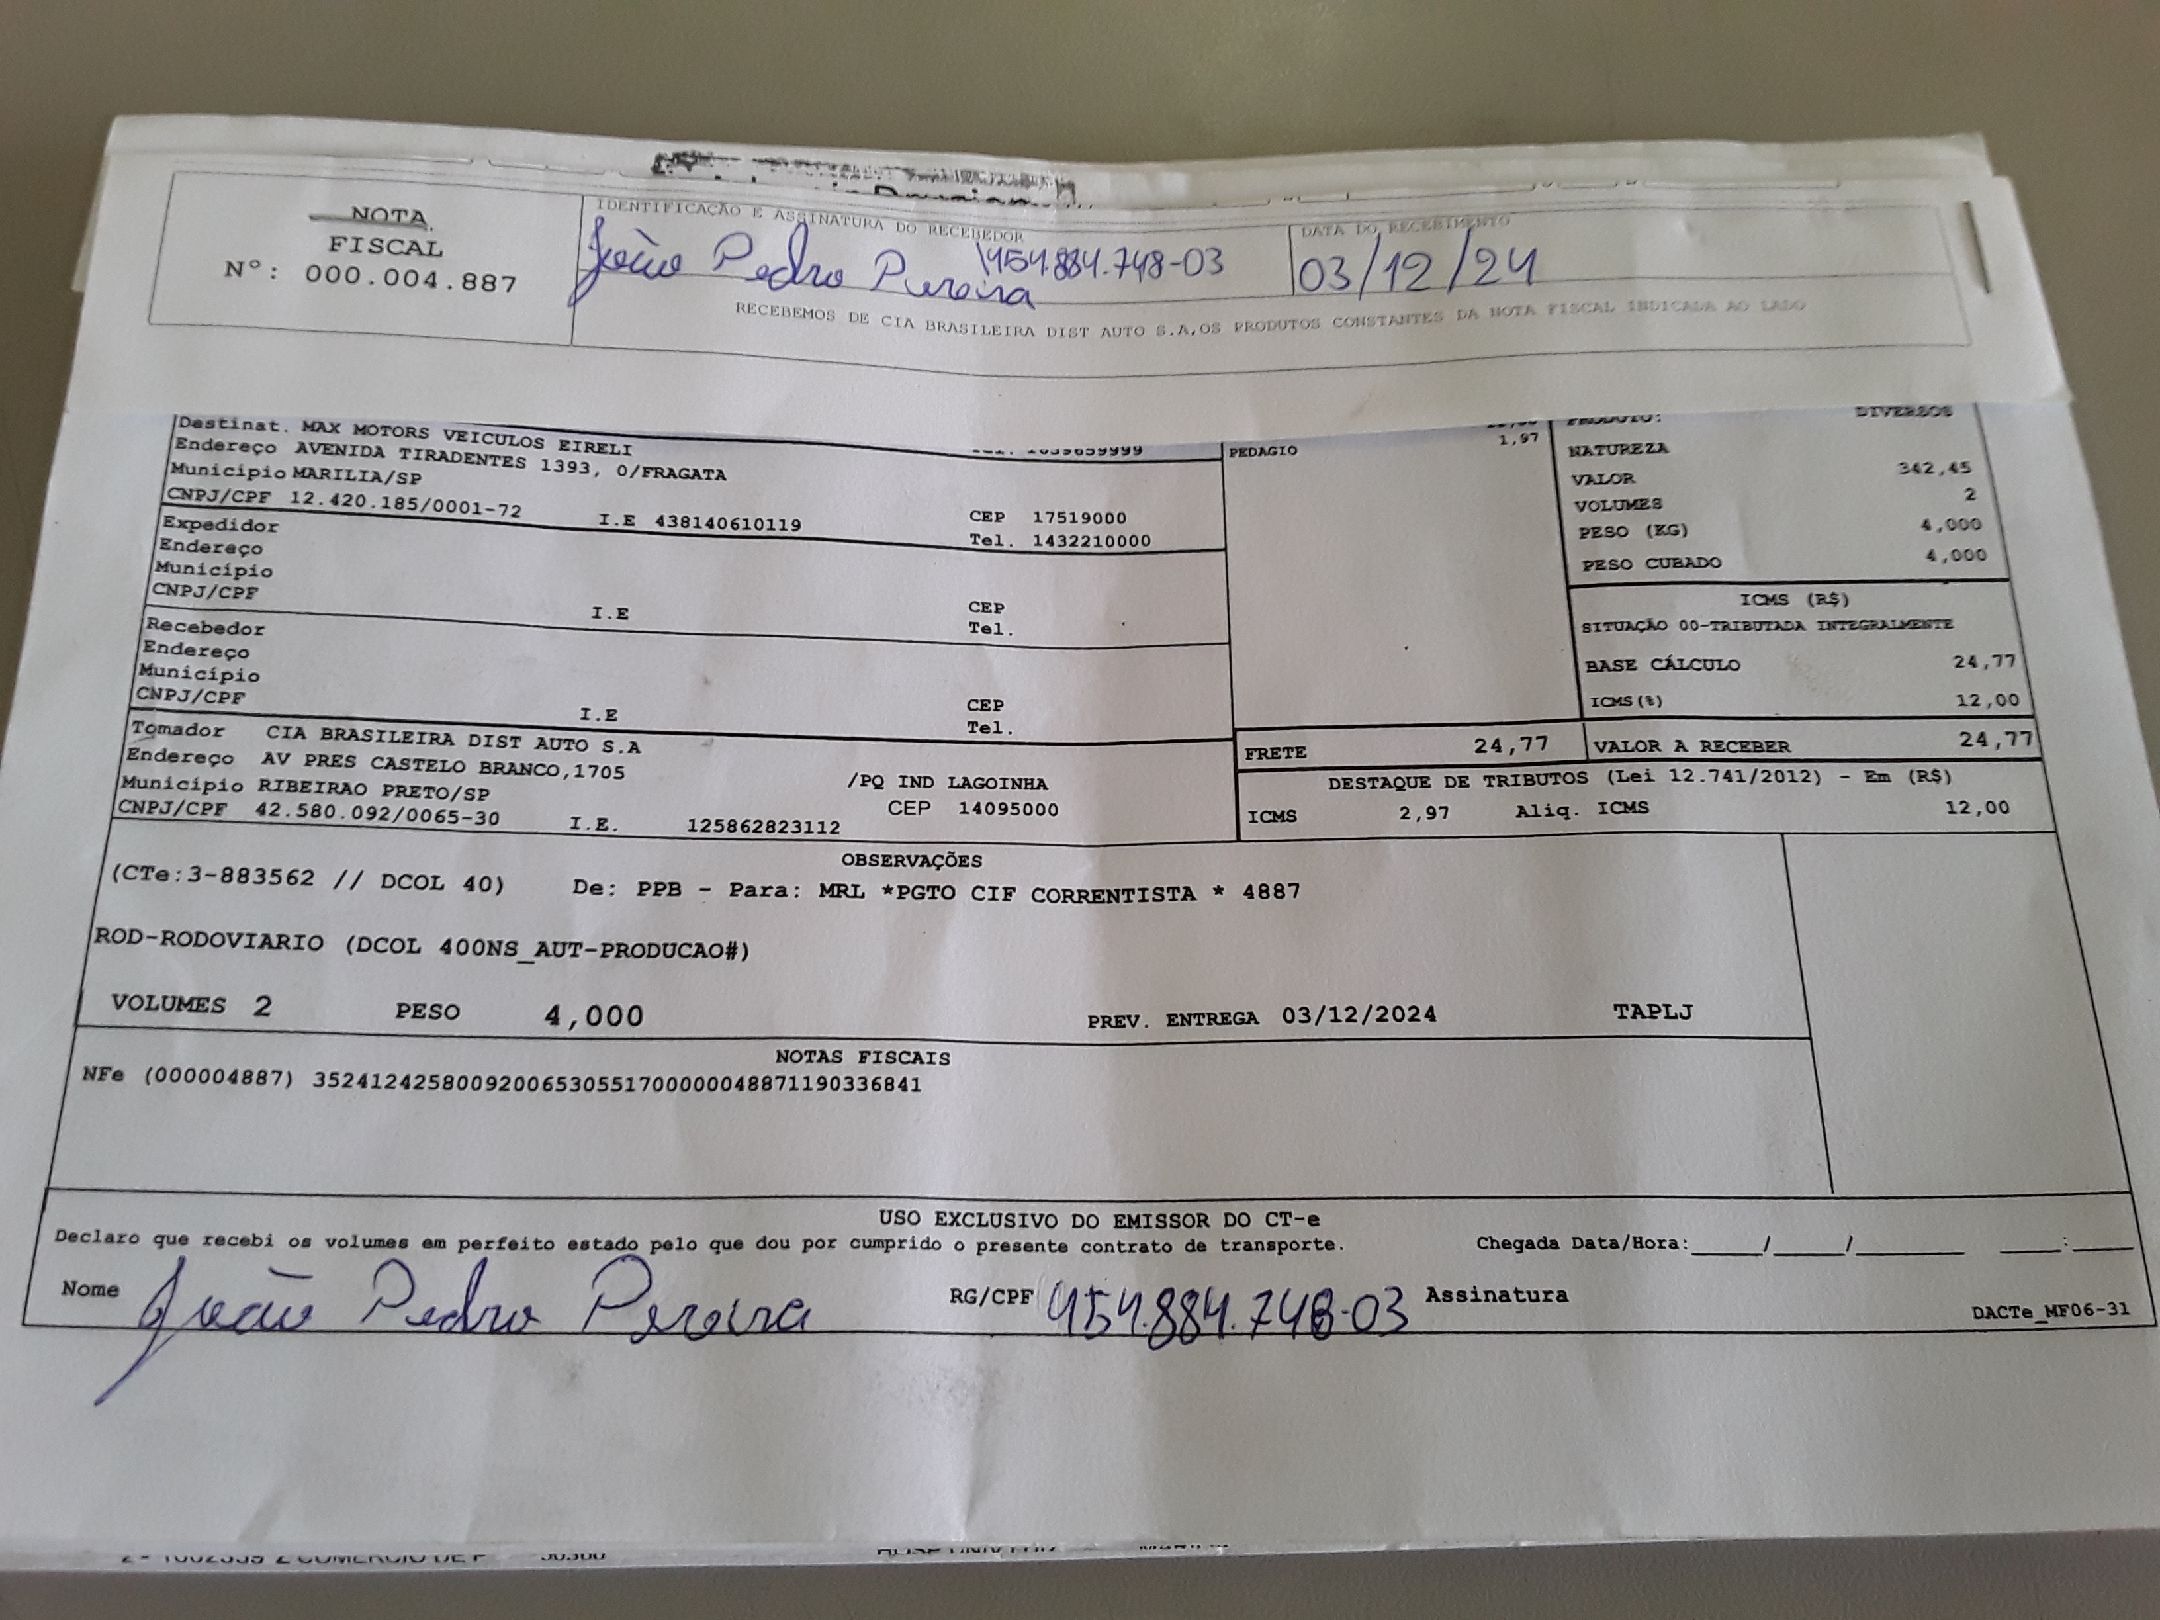 NOTA
FISCAL
Nº: 000.004.887
IDENTIFICAÇÃO E ASSINATURA DO RECEBEDOR
João Pedro Pereira 454.884.748-03
DATA DO RECEBIMENTO
03/12/24
RECEBEMOS DE CIA BRASILEIRA DIST AUTO S.A,OS PRODUTOS CONSTANTES DA NOTA FISCAL INDICADA AO LADO
Destinat. MAX MOTORS VEICULOS EIRELI
Endereço AVENIDA TIRADENTES 1393, 0/FRAGATA
Município MARILIA/SP CEP 17519000
CNPJ/CPF 12.420.185/0001-72 I.E 438140610119 Tel. 1432210000
Expedidor
Endereço
Município CEP
CNPJ/CPF I.E Tel.
Recebedor
Endereço
Município CEP
CNPJ/CPF I.E Tel.
Tomador CIA BRASILEIRA DIST AUTO S.A
Endereço AV PRES CASTELO BRANCO,1705 /PQ IND LAGOINHA
Município RIBEIRAO PRETO/SP CEP 14095000
CNPJ/CPF 42.580.092/0065-30 I.E. 125862823112
PEDAGIO 1,97
PRODUTO: DIVERSOS
NATUREZA
VALOR 342,45
VOLUMES 2
PESO (KG) 4,000
PESO CUBADO 4,000
ICMS (R$)
SITUAÇÃO 00-TRIBUTADA INTEGRALMENTE
BASE CÁLCULO 24,77
ICMS(%) 12,00
FRETE 24,77 VALOR A RECEBER 24,77
DESTAQUE DE TRIBUTOS (Lei 12.741/2012) - Em (R$)
ICMS 2,97 Aliq. ICMS 12,00
OBSERVAÇÕES
(CTe:3-883562 // DCOL 40) De: PPB - Para: MRL *PGTO CIF CORRENTISTA * 4887
ROD-RODOVIARIO (DCOL 400NS_AUT-PRODUCAO#)
VOLUMES 2 PESO 4,000 PREV. ENTREGA 03/12/2024 TAPLJ
NOTAS FISCAIS
NFe (000004887) 35241242580092006530551700000048871190336841
USO EXCLUSIVO DO EMISSOR DO CT-e
Declaro que recebi os volumes em perfeito estado pelo que dou por cumprido o presente contrato de transporte. Chegada Data/Hora:_____/_____/________ ____:____
Nome João Pedro Pereira RG/CPF 454.884.748-03 Assinatura
DACTe_MF06-31